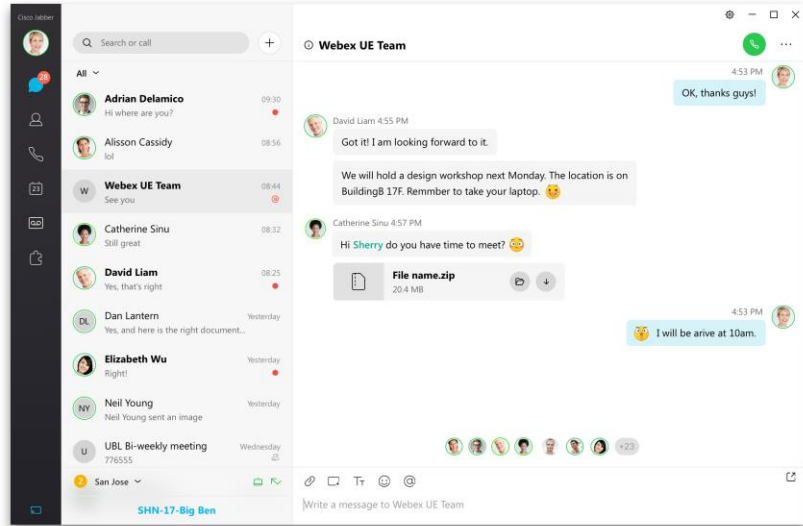 Cisco Jabber
28
23
Search or call
All
Adrian Delamico
09:30
Hi where are you?
Alisson Cassidy
08:56
lol
W
Webex UE Team
08:44
See you
Catherine Sinu
08:32
Still great
David Liam
08:25
Yes, that's right
DL
Dan Lantern
Yesterday
Yes, and here is the right document...
Elizabeth Wu
Yesterday
Right!
NY
Neil Young
Yesterday
Neil Young sent an image
U
UBL Bi-weekly meeting
Wednesday
776555
2
San Jose
SHN-17-Big Ben
Webex UE Team
4:53 PM
OK, thanks guys!
David Liam 4:55 PM
Got it! I am looking forward to it.
We will hold a design workshop next Monday. The location is on
BuildingB 17F. Remmber to take your laptop.
Catherine Sinu 4:57 PM
Hi Sherry do you have time to meet?
File name.zip
20.4 MB
4:53 PM
I will be arive at 10am.
+23
Write a message to Webex UE Team